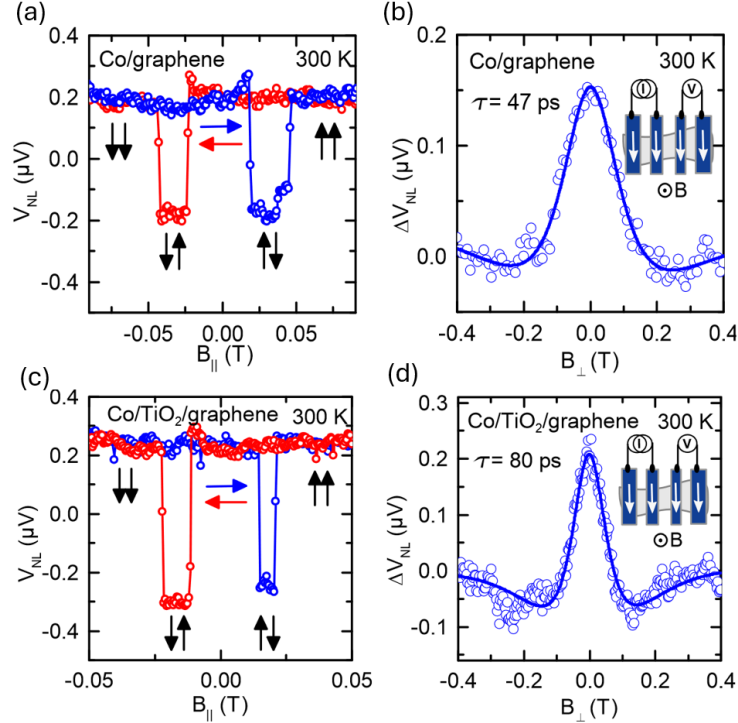 (a)
Co/graphene 300 K
0.4
0.2
0.0
-0.2
-0.4
V_NL (µV)
-0.05 0.00 0.05
B_|| (T)
(b)
Co/graphene 300 K
τ = 47 ps
I V
⊙B
0.2
0.1
0.0
ΔV_NL (µV)
-0.4 -0.2 0.0 0.2 0.4
B_⊥ (T)
(c)
Co/TiO₂/graphene 300 K
0.4
0.2
0.0
-0.2
-0.4
V_NL (µV)
-0.05 0.00 0.05
B_|| (T)
(d)
Co/TiO₂/graphene 300 K
τ = 80 ps
I V
⊙B
0.3
0.2
0.1
0.0
-0.1
ΔV_NL (µV)
-0.4 -0.2 0.0 0.2 0.4
B_⊥ (T)